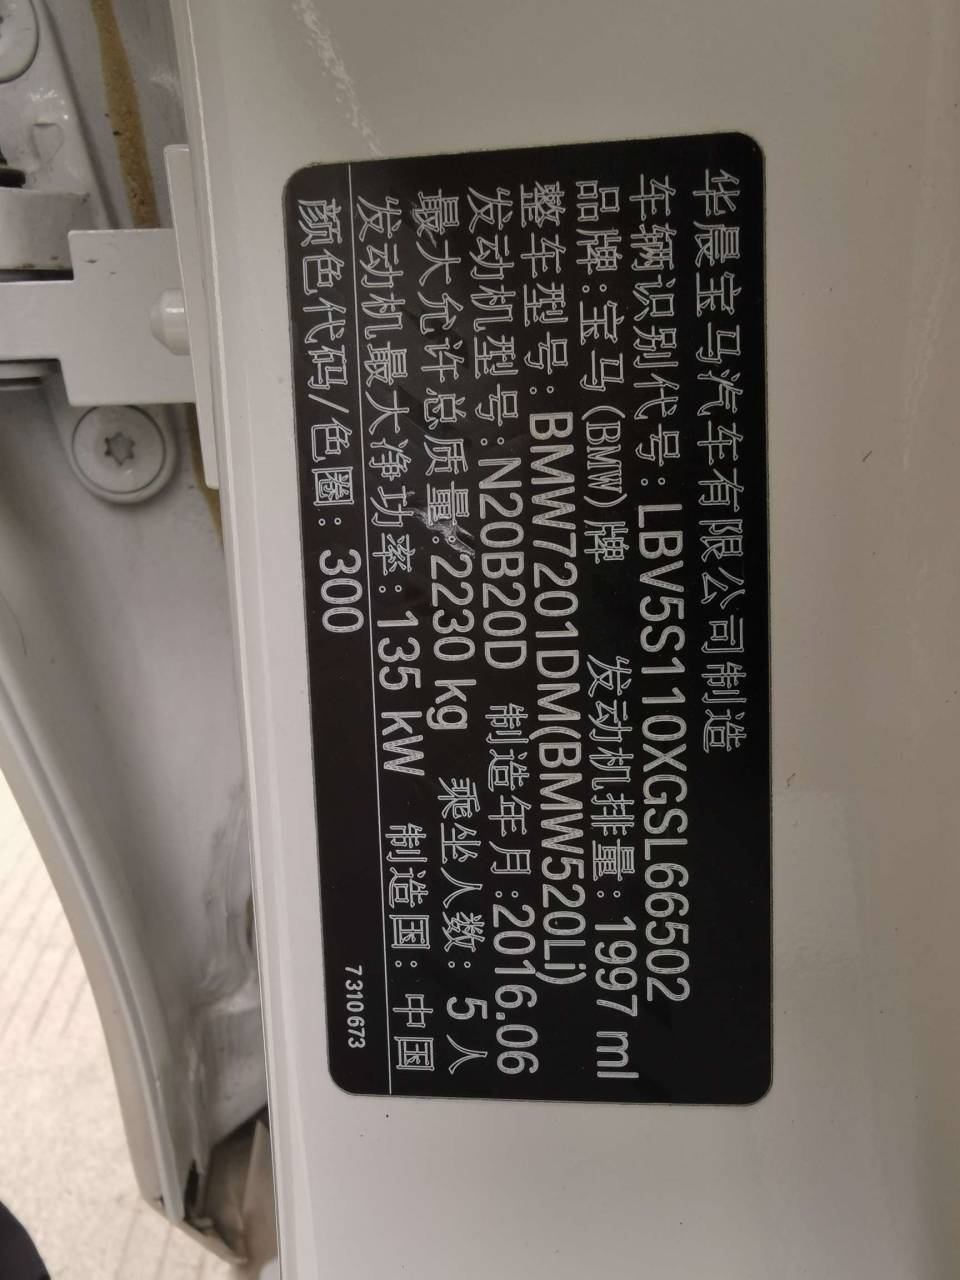 华晨宝马汽车有限公司制造
车辆识别代号:LBV5S110XGSL66502
品牌:宝马(BMW)牌 发动机排量:1997 ml
整车型号:BMW7201DM(BMW520Li)
发动机型号:N20B20D 制造年月:2016.06
最大允许总质量:2230 kg 乘坐人数:5人
发动机最大净功率:135 kW 制造国:中国
颜色代码/色圈:300
7310673